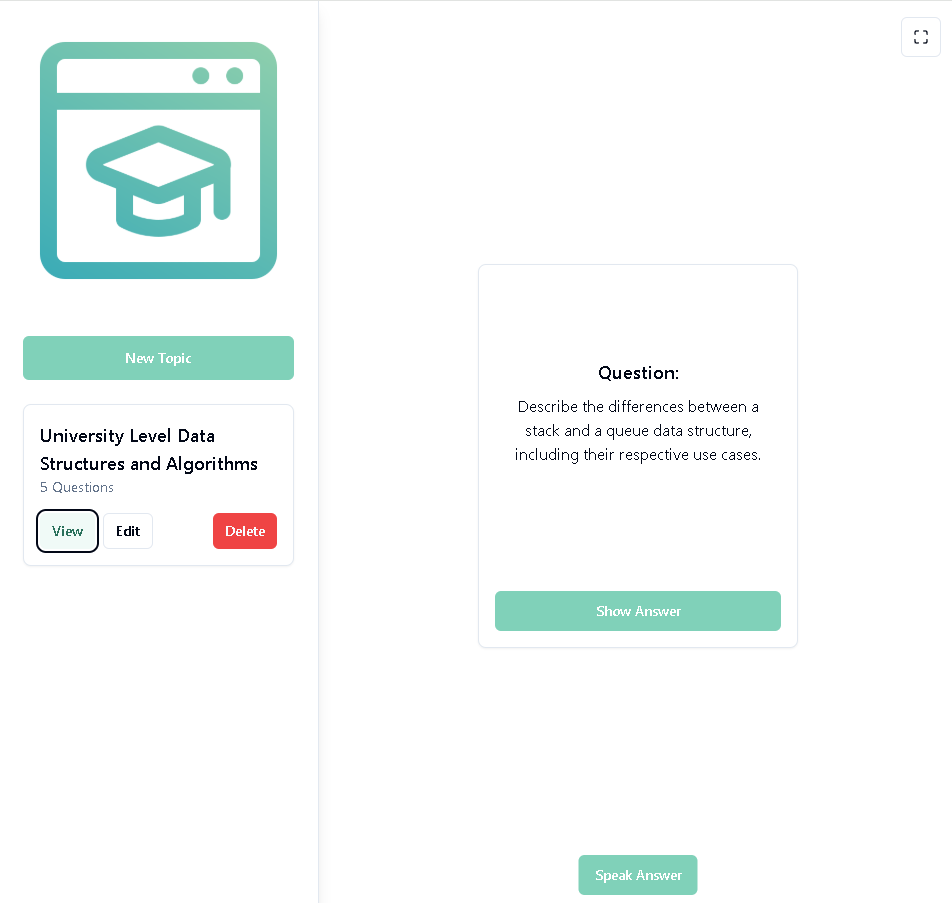 New Topic
University Level Data
Structures and Algorithms
5 Questions
View
Edit
Delete
Question:
Describe the differences between a
stack and a queue data structure,
including their respective use cases.
Show Answer
Speak Answer